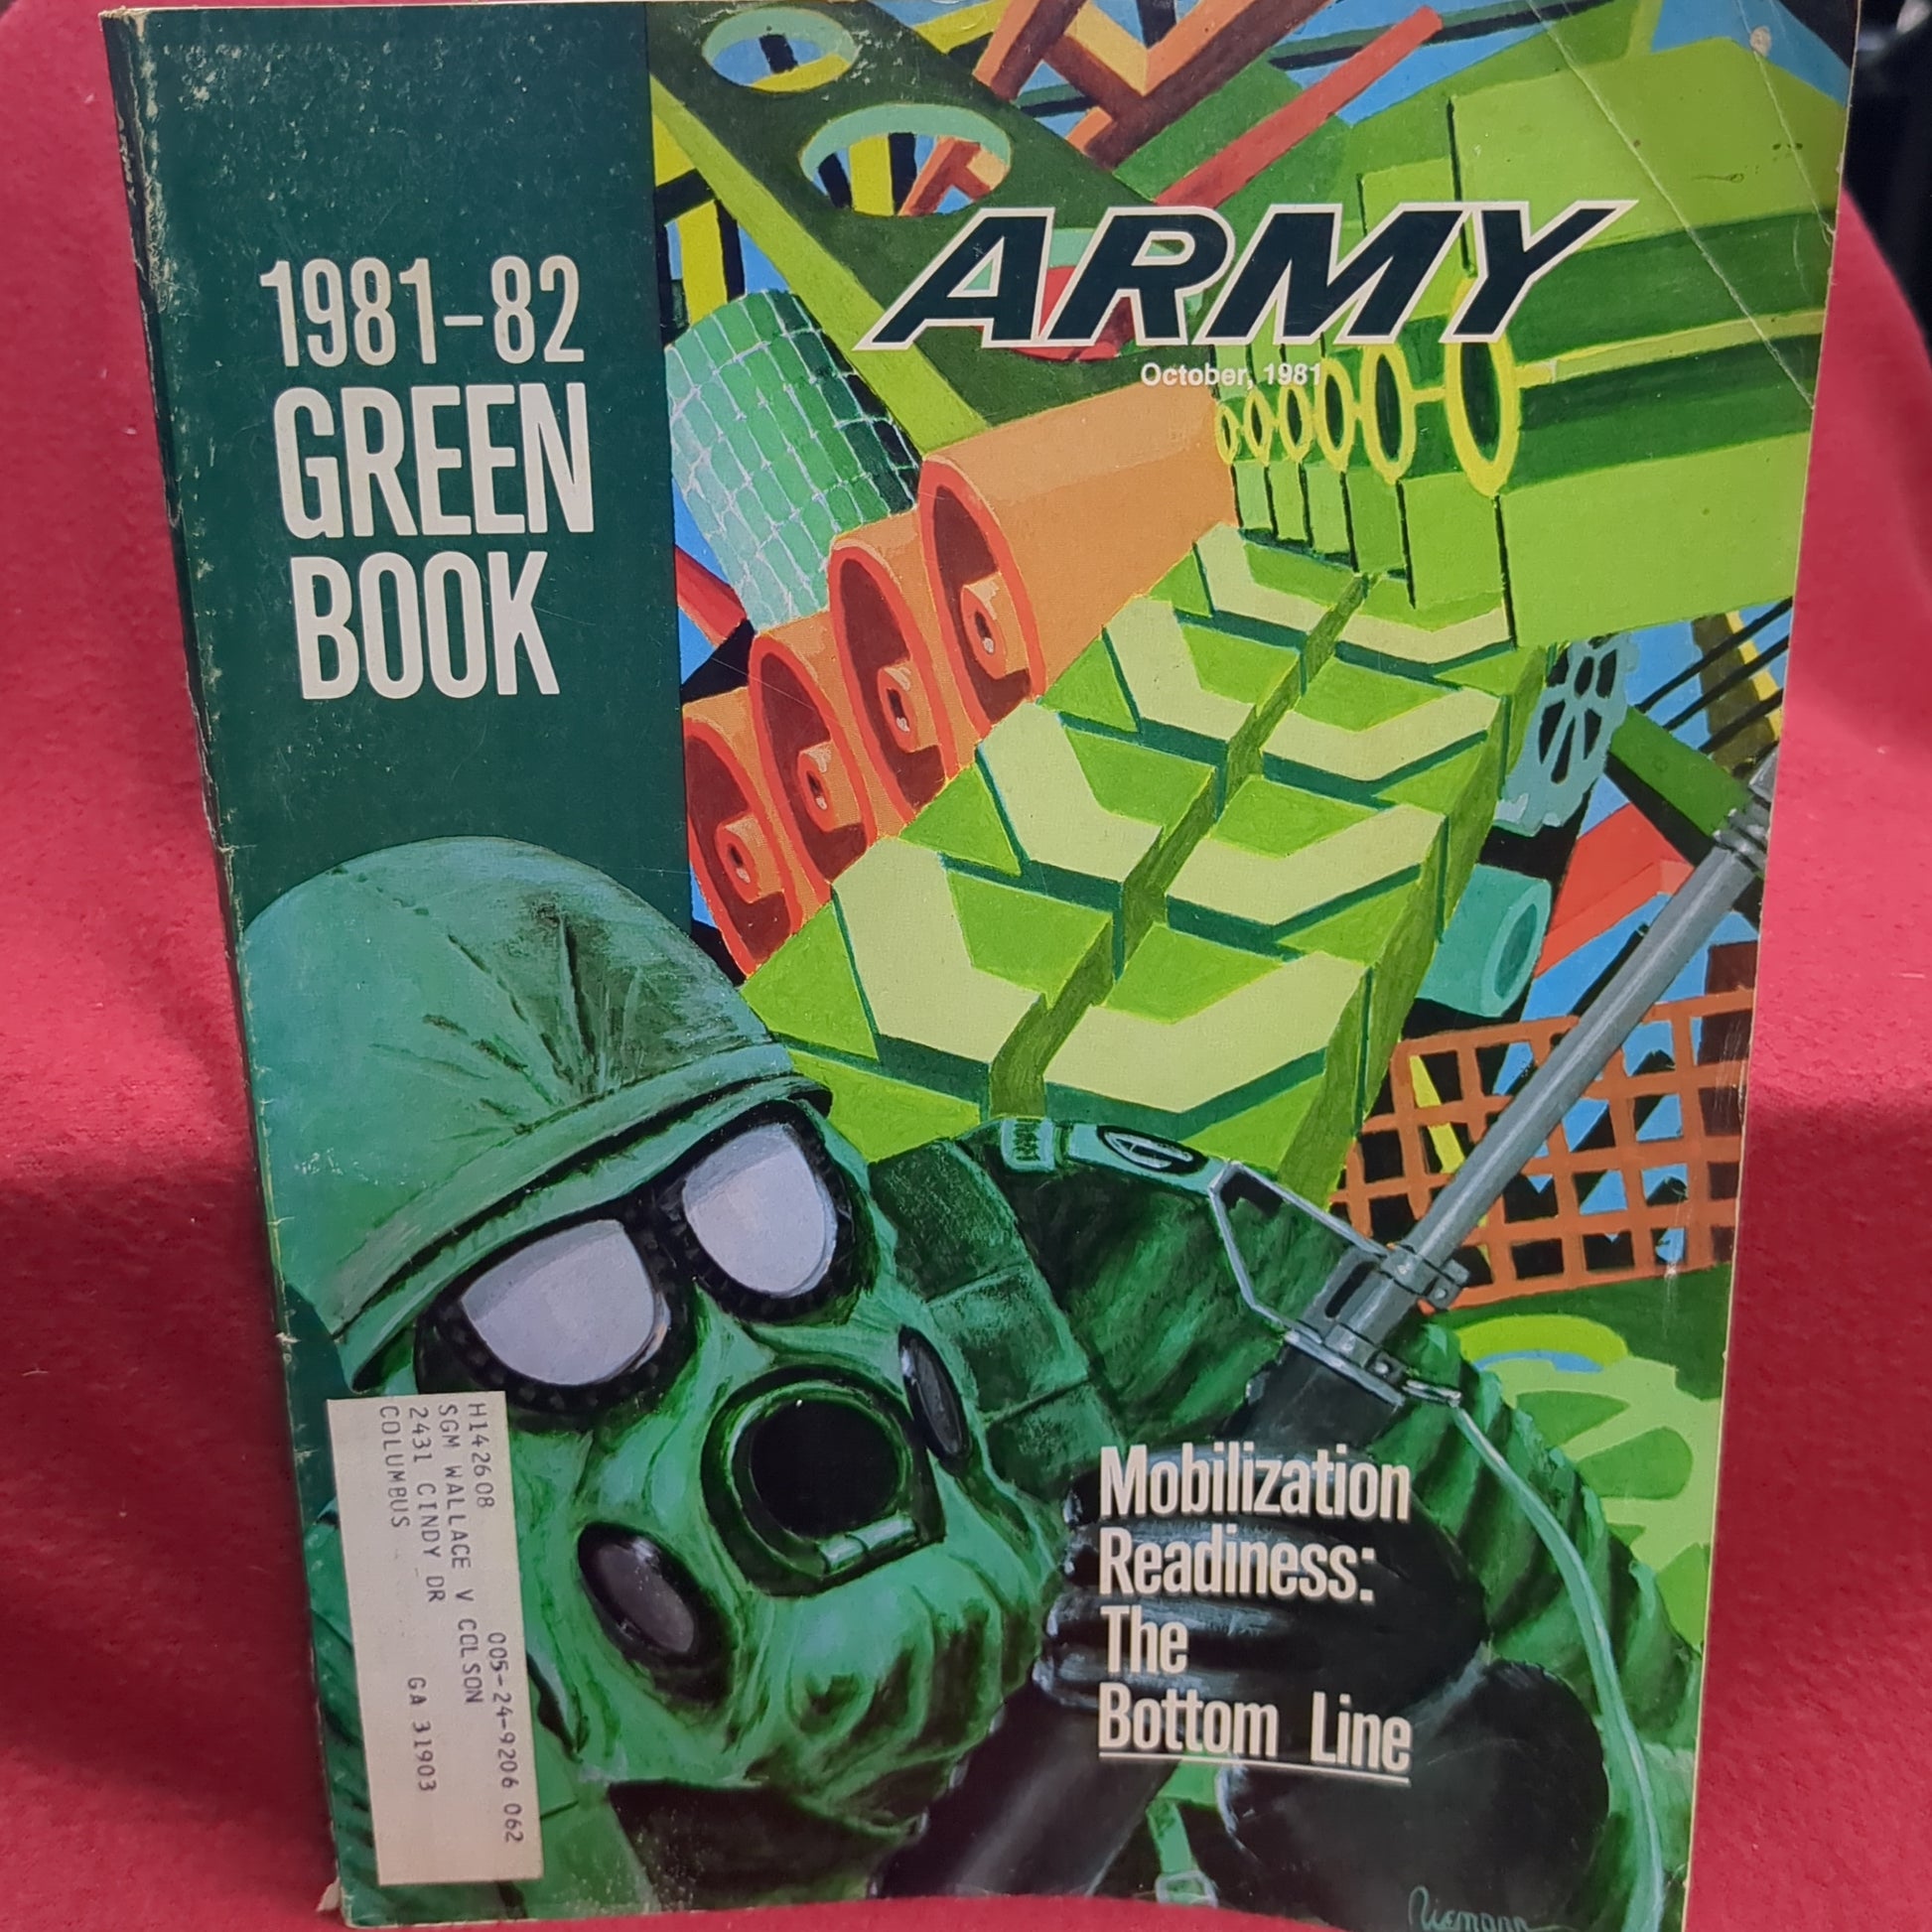 1981-82
GREEN
BOOK
ARMY
October, 1981
H142608 005-24-9206 062
SGM WALLACE V COLSON
2431 CINDY DR
COLUMBUS GA 31903
Mobilization
Readiness:
The
Bottom Line
Niemann